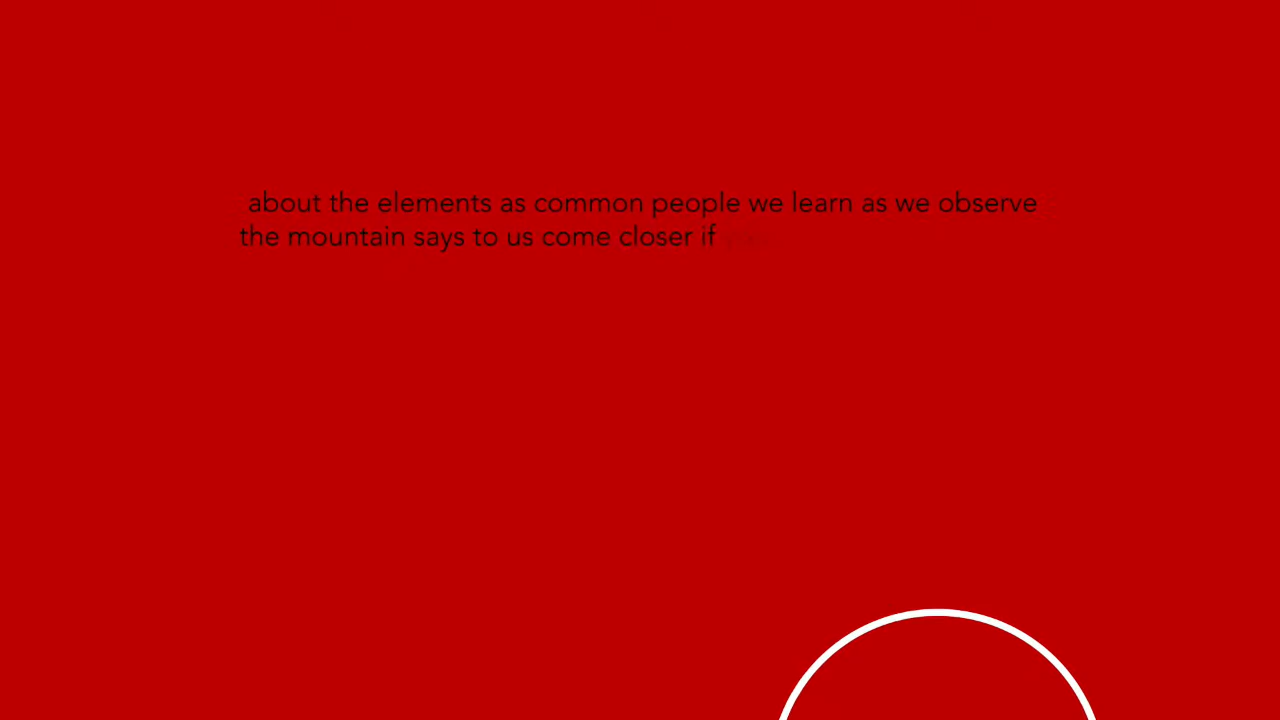 about the elements as common people we learn as we observe
the mountain says to us come closer if